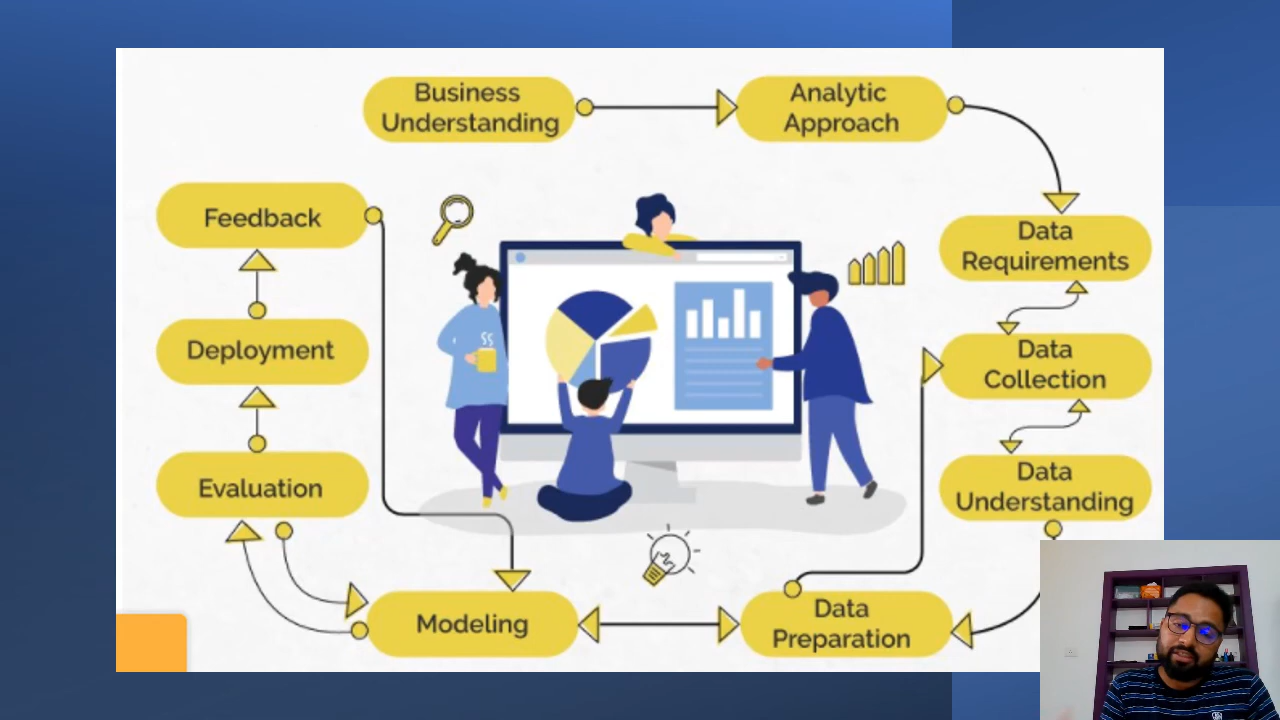 Business
Understanding
Analytic
Approach
Feedback
Data
Requirements
Deployment
Data
Collection
Evaluation
Data
Understanding
Modeling
Data
Preparation